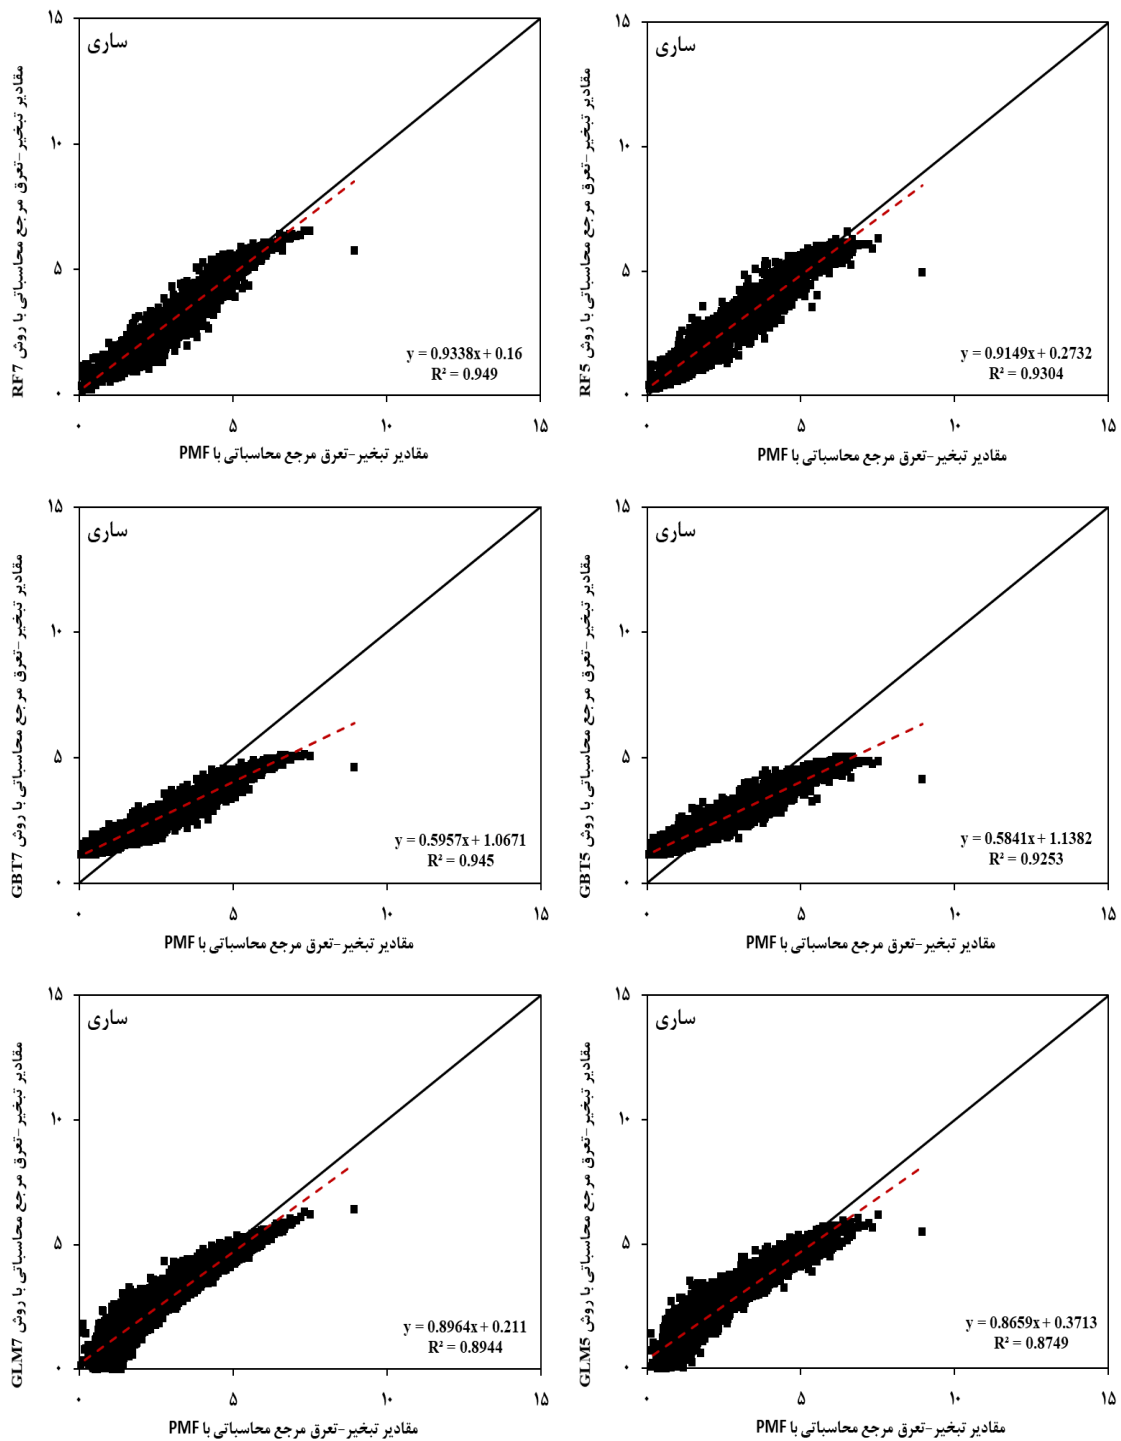 ساری
مقادیر تبخیر-تعرق مرجع محاسباتی با روش RF7
۱۵
۱۰
۵
۰
y = 0.9338x + 0.16
R² = 0.949
۰ ۵ ۱۰ ۱۵
مقادیر تبخیر-تعرق مرجع محاسباتی با PMF
ساری
مقادیر تبخیر-تعرق مرجع محاسباتی با روش RF5
۱۵
۱۰
۵
۰
y = 0.9149x + 0.2732
R² = 0.9304
۰ ۵ ۱۰ ۱۵
مقادیر تبخیر-تعرق مرجع محاسباتی با PMF
ساری
مقادیر تبخیر-تعرق مرجع محاسباتی با روش GBT7
۱۵
۱۰
۵
۰
y = 0.5957x + 1.0671
R² = 0.945
۰ ۵ ۱۰ ۱۵
مقادیر تبخیر-تعرق مرجع محاسباتی با PMF
ساری
مقادیر تبخیر-تعرق مرجع محاسباتی با روش GBT5
۱۵
۱۰
۵
۰
y = 0.5841x + 1.1382
R² = 0.9253
۰ ۵ ۱۰ ۱۵
مقادیر تبخیر-تعرق مرجع محاسباتی با PMF
ساری
مقادیر تبخیر-تعرق مرجع محاسباتی با روش GLM7
۱۵
۱۰
۵
۰
y = 0.8964x + 0.211
R² = 0.8944
۰ ۵ ۱۰ ۱۵
مقادیر تبخیر-تعرق مرجع محاسباتی با PMF
ساری
مقادیر تبخیر-تعرق مرجع محاسباتی با روش GLM5
۱۵
۱۰
۵
۰
y = 0.8659x + 0.3713
R² = 0.8749
۰ ۵ ۱۰ ۱۵
مقادیر تبخیر-تعرق مرجع محاسباتی با PMF